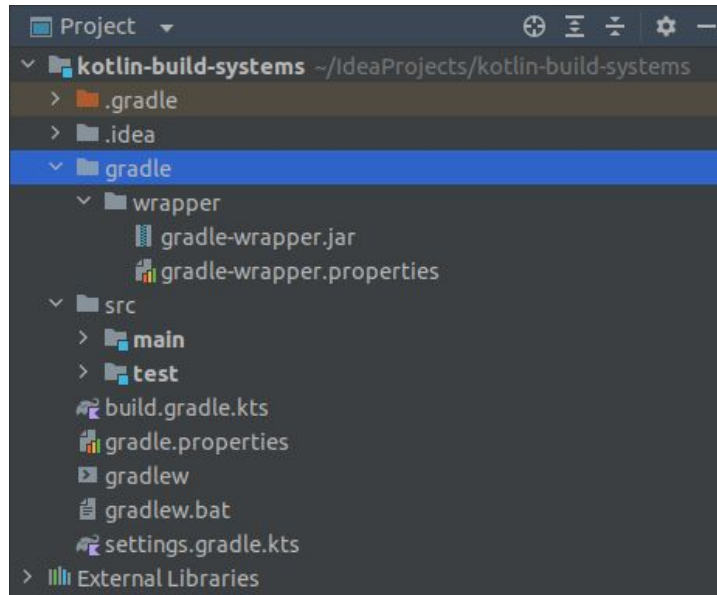 Project
kotlin-build-systems ~/IdeaProjects/kotlin-build-systems
.gradle
.idea
gradle
wrapper
gradle-wrapper.jar
gradle-wrapper.properties
src
main
test
build.gradle.kts
gradle.properties
gradlew
gradlew.bat
settings.gradle.kts
External Libraries